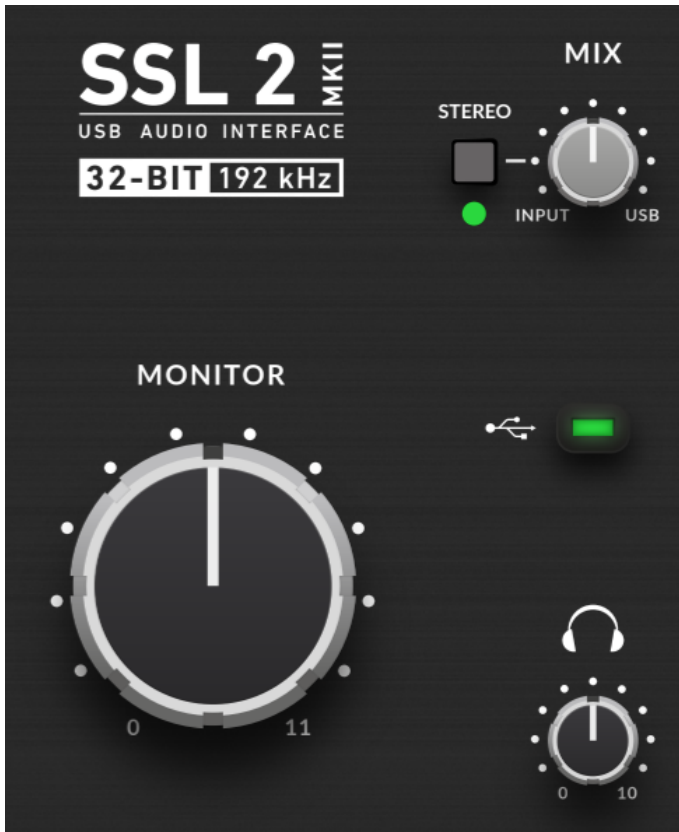 SSL 2 MKII
USB AUDIO INTERFACE
32-BIT 192 kHz
MIX
STEREO
INPUT USB
MONITOR
0 11
0 10